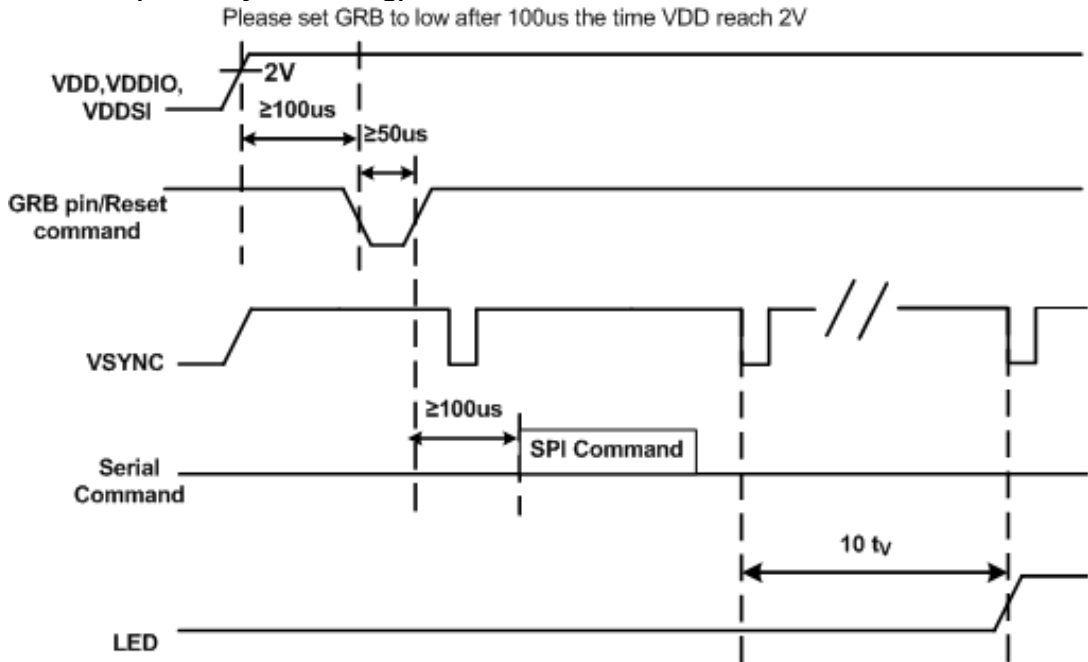 Please set GRB to low after 100us the time VDD reach 2V
VDD,VDDIO,
VDDSI
2V
≥100us
≥50us
GRB pin/Reset
command
VSYNC
≥100us
SPI Command
Serial
Command
10 tV
LED